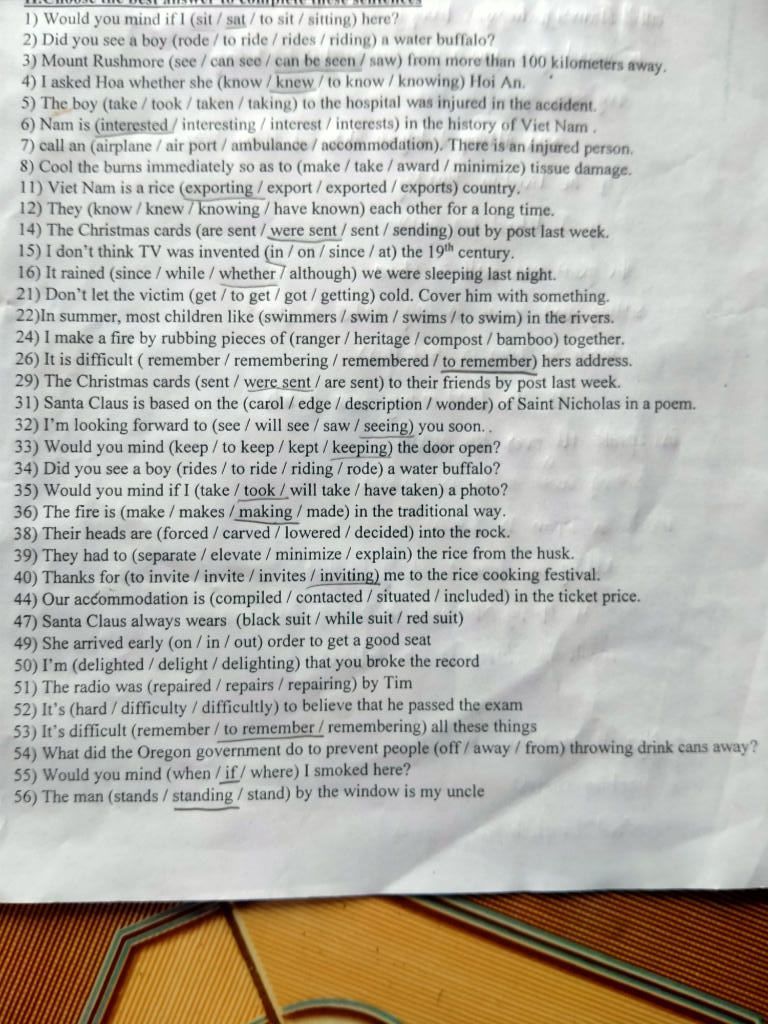 II.Choose the best answer to complete these sentences
1) Would you mind if I (sit / sat / to sit / sitting) here?
2) Did you see a boy (rode / to ride / rides / riding) a water buffalo?
3) Mount Rushmore (see / can see / can be seen / saw) from more than 100 kilometers away.
4) I asked Hoa whether she (know / knew / to know / knowing) Hoi An.
5) The boy (take / took / taken / taking) to the hospital was injured in the accident.
6) Nam is (interested / interesting / interest / interests) in the history of Viet Nam .
7) call an (airplane / air port / ambulance / accommodation). There is an injured person.
8) Cool the burns immediately so as to (make / take / award / minimize) tissue damage.
11) Viet Nam is a rice (exporting / export / exported / exports) country.
12) They (know / knew / knowing / have known) each other for a long time.
14) The Christmas cards (are sent / were sent / sent / sending) out by post last week.
15) I don't think TV was invented (in / on / since / at) the 19th century.
16) It rained (since / while / whether / although) we were sleeping last night.
21) Don't let the victim (get / to get / got / getting) cold. Cover him with something.
22)In summer, most children like (swimmers / swim / swims / to swim) in the rivers.
24) I make a fire by rubbing pieces of (ranger / heritage / compost / bamboo) together.
26) It is difficult ( remember / remembering / remembered / to remember) hers address.
29) The Christmas cards (sent / were sent / are sent) to their friends by post last week.
31) Santa Claus is based on the (carol / edge / description / wonder) of Saint Nicholas in a poem.
32) I'm looking forward to (see / will see / saw / seeing) you soon. .
33) Would you mind (keep / to keep / kept / keeping) the door open?
34) Did you see a boy (rides / to ride / riding / rode) a water buffalo?
35) Would you mind if I (take / took / will take / have taken) a photo?
36) The fire is (make / makes / making / made) in the traditional way.
38) Their heads are (forced / carved / lowered / decided) into the rock.
39) They had to (separate / elevate / minimize / explain) the rice from the husk.
40) Thanks for (to invite / invite / invites / inviting) me to the rice cooking festival.
44) Our accommodation is (compiled / contacted / situated / included) in the ticket price.
47) Santa Claus always wears (black suit / while suit / red suit)
49) She arrived early (on / in / out) order to get a good seat
50) I'm (delighted / delight / delighting) that you broke the record
51) The radio was (repaired / repairs / repairing) by Tim
52) It's (hard / difficulty / difficultly) to believe that he passed the exam
53) It's difficult (remember / to remember / remembering) all these things
54) What did the Oregon government do to prevent people (off / away / from) throwing drink cans away?
55) Would you mind (when / if / where) I smoked here?
56) The man (stands / standing / stand) by the window is my uncle